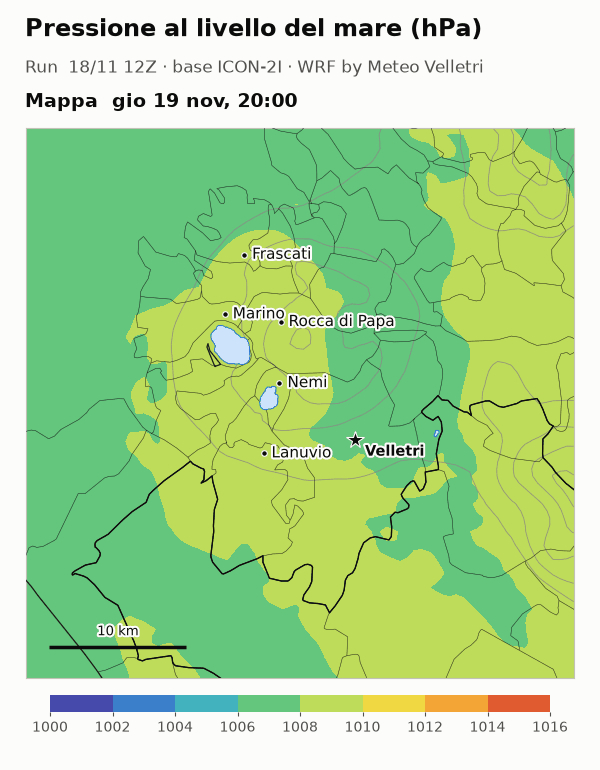 Pressione al livello del mare (hPa)
Run  18/11 12Z · base ICON-2I · WRF by Meteo Velletri
Mappa  gio 19 nov, 20:00
Frascati
Marino
Rocca di Papa
Nemi
Velletri
Lanuvio
10 km
1000 1002 1004 1006 1008 1010 1012 1014 1016